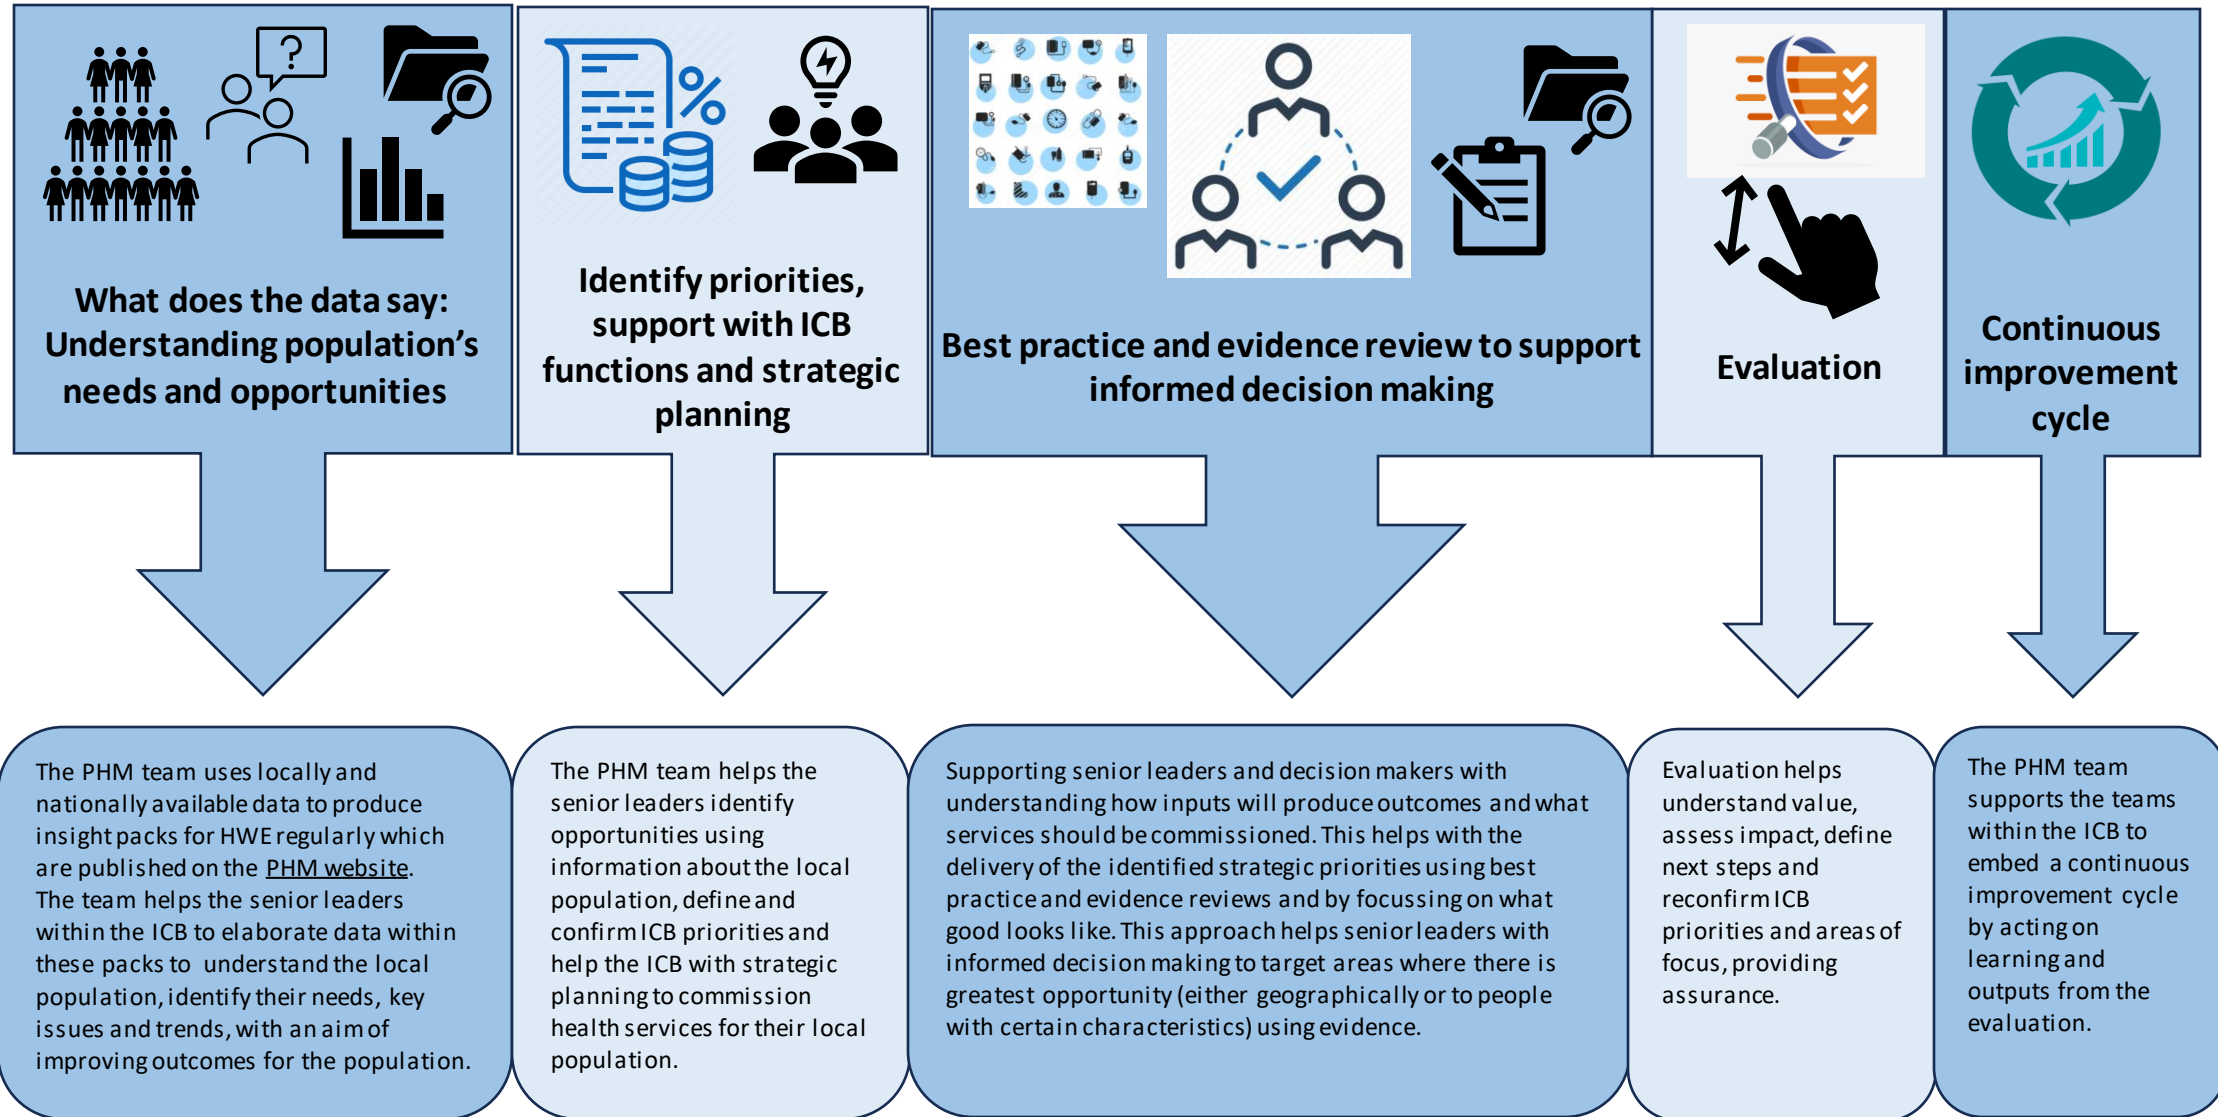 ?
%
What does the data say:
Understanding population's
needs and opportunities
Identify priorities,
support with ICB
functions and strategic
planning
Best practice and evidence review to support
informed decision making
Evaluation
Continuous
improvement
cycle
The PHM team uses locally and
nationally available data to produce
insight packs for HWE regularly which
are published on the PHM website.
The team helps the senior leaders
within the ICB to elaborate data within
these packs to understand the local
population, identify their needs, key
issues and trends, with an aim of
improving outcomes for the population.
The PHM team helps the
senior leaders identify
opportunities using
information about the local
population, define and
confirm ICB priorities and
help the ICB with strategic
planning to commission
health services for their local
population.
Supporting senior leaders and decision makers with
understanding how inputs will produce outcomes and what
services should be commissioned. This helps with the
delivery of the identified strategic priorities using best
practice and evidence reviews and by focussing on what
good looks like. This approach helps senior leaders with
informed decision making to target areas where there is
greatest opportunity (either geographically or to people
with certain characteristics) using evidence.
Evaluation helps
understand value,
assess impact, define
next steps and
reconfirm ICB
priorities and areas of
focus, providing
assurance.
The PHM team
supports the teams
within the ICB to
embed a continuous
improvement cycle
by acting on
learning and
outputs from the
evaluation.